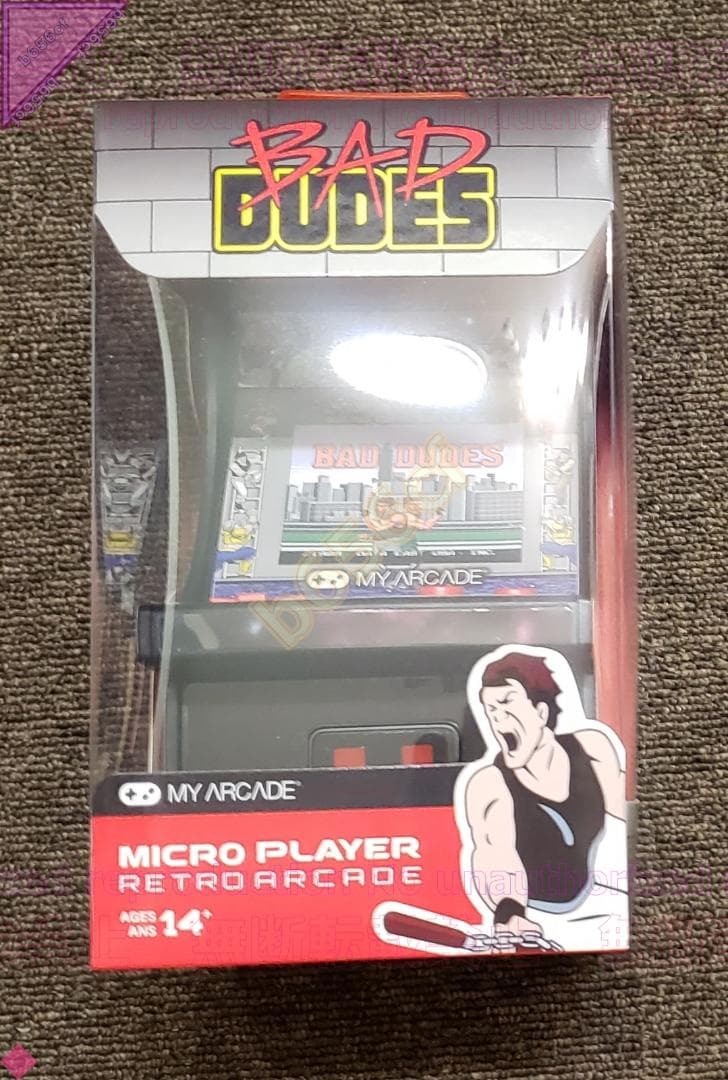 BAD
DUDES
BAD DUDES
MY ARCADE
MY ARCADE
MICRO PLAYER
RETRO ARCADE
AGES
ANS
14+